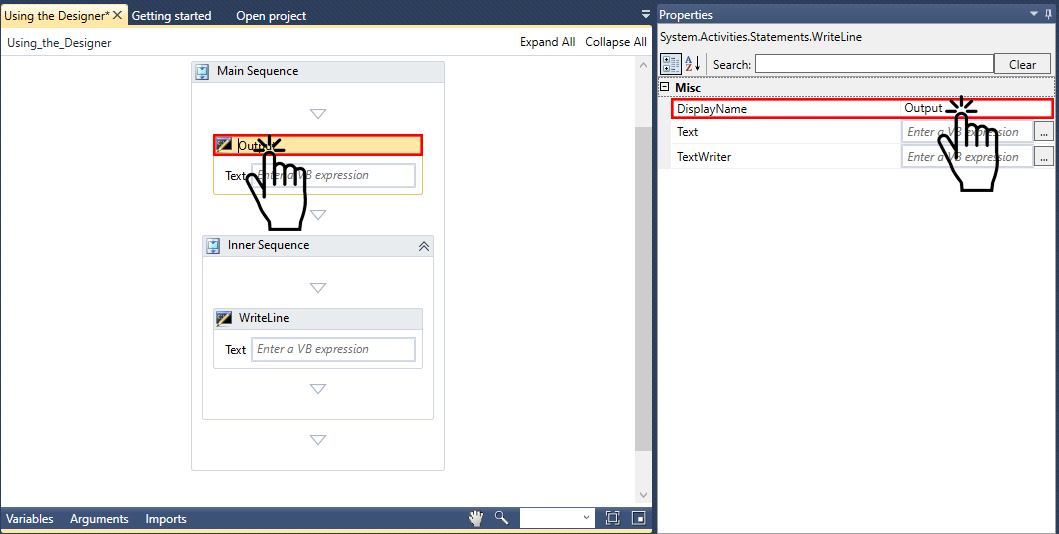 Using the Designer*
Getting started
Open project
Using_the_Designer
Expand All
Collapse All
Main Sequence
Output
Text
Enter a VB expression
Inner Sequence
WriteLine
Text
Enter a VB expression
Variables
Arguments
Imports
Properties
System.Activities.Statements.WriteLine
A
Z
Search:
Clear
Misc
DisplayName
Output
Text
Enter a VB expression
...
TextWriter
Enter a VB expression
...